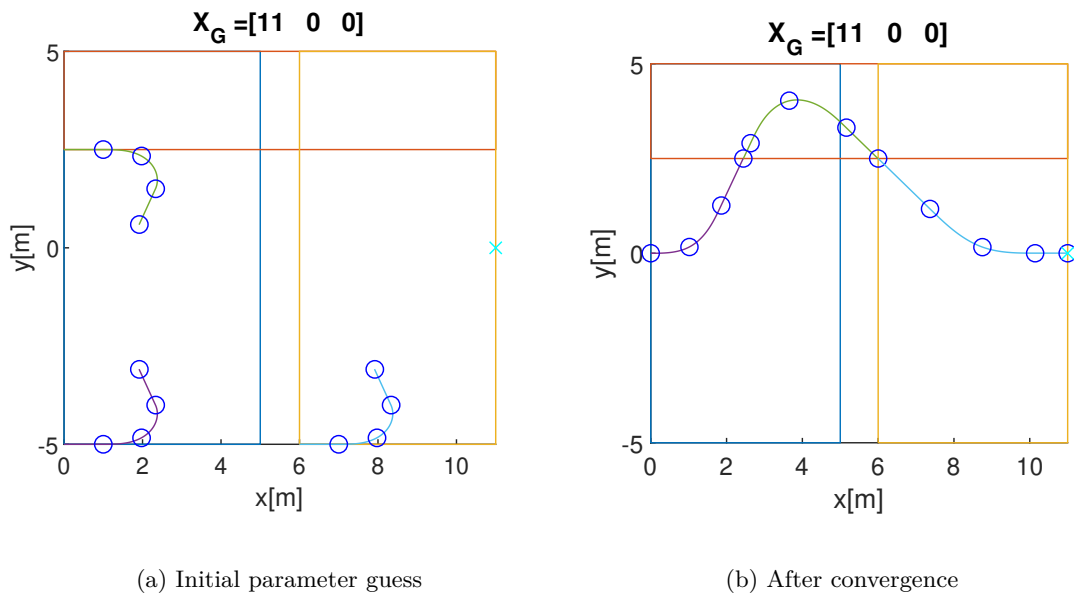 X_G =[11 0 0]
5
0
-5
y[m]
0 2 4 6 8 10
x[m]
(a) Initial parameter guess
X_G =[11 0 0]
5
0
-5
y[m]
0 2 4 6 8 10
x[m]
(b) After convergence